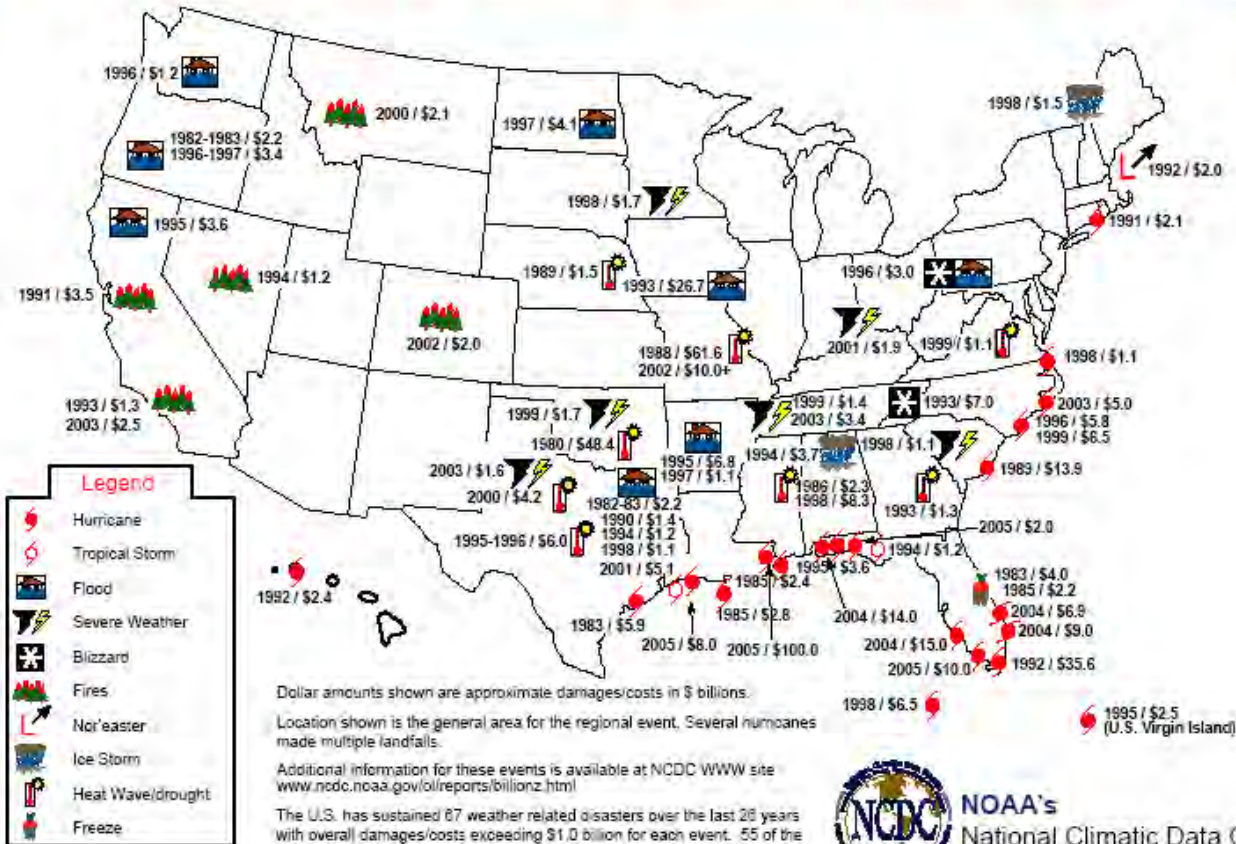 1996 / $1.2
2000 / $2.1
1997 / $4.1
1998 / $1.5
1982-1983 / $2.2
1996-1997 / $3.4
1992 / $2.0
1998 / $1.7
1991 / $2.1
1995 / $3.6
1994 / $1.2
1989 / $1.5
1993 / $26.7
1996 / $3.0
1991 / $3.5
2002 / $2.0
1988 / $61.6
2002 / $10.0+
2001 / $1.9
1999 / $1.1
1998 / $1.1
1993 / $1.3
2003 / $2.5
1999 / $1.7
1980 / $48.4
1999 / $1.4
2003 / $3.4
1993/ $7.0
2003 / $5.0
1996 / $5.8
1999 / $6.5
1995 / $6.8
1997 / $1.1
1994 / $3.7
1998 / $1.1
1989 / $13.9
2003 / $1.6
2000 / $4.2
1986 / $2.3
1998 / $8.3
1993 / $1.3
1982-83 / $2.2
1990 / $1.4
1994 / $1.2
1998 / $1.1
2001 / $5.1
1995-1996 / $6.0
2005 / $2.0
1994 / $1.2
1992 / $2.4
1983 / $5.9
2005 / $8.0
1985 / $2.8
1985 / $2.4
2005 / $100.0
1995 / $3.6
2004 / $14.0
1983 / $4.0
1985 / $2.2
2004 / $6.9
2004 / $9.0
2004 / $15.0
2005 / $10.0
1992 / $35.6
1998 / $6.5
1995 / $2.5
(U.S. Virgin Island)
Legend
Hurricane
Tropical Storm
Flood
Severe Weather
Blizzard
Fires
L Nor'easter
Ice Storm
Heat Wave/drought
Freeze
Dollar amounts shown are approximate damages/costs in $ billions.
Location shown is the general area for the regional event. Several hurricanes
made multiple landfalls.
Additional information for these events is available at NCDC WWW site
www.ncdc.noaa.gov/ol/reports/billionz.html
The U.S. has sustained 67 weather related disasters over the last 26 years
with overall damages/costs exceeding $1.0 billion for each event. 55 of the
NCDC
NOAA's
National Climatic Data